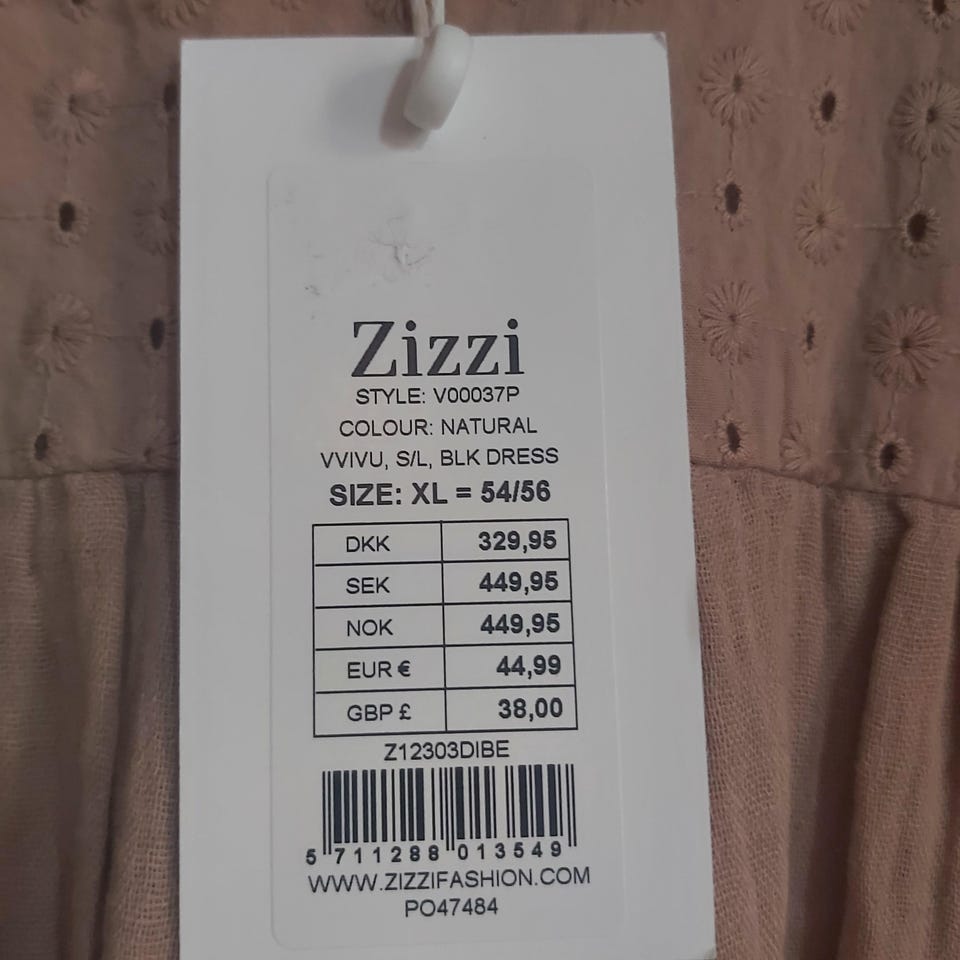 Zizzi
STYLE: V00037P
COLOUR: NATURAL
VVIVU, S/L, BLK DRESS
SIZE: XL = 54/56
DKK 329,95
SEK 449,95
NOK 449,95
EUR € 44,99
GBP £ 38,00
Z12303DIBE
5 711288 013549
WWW.ZIZZIFASHION.COM
PO47484